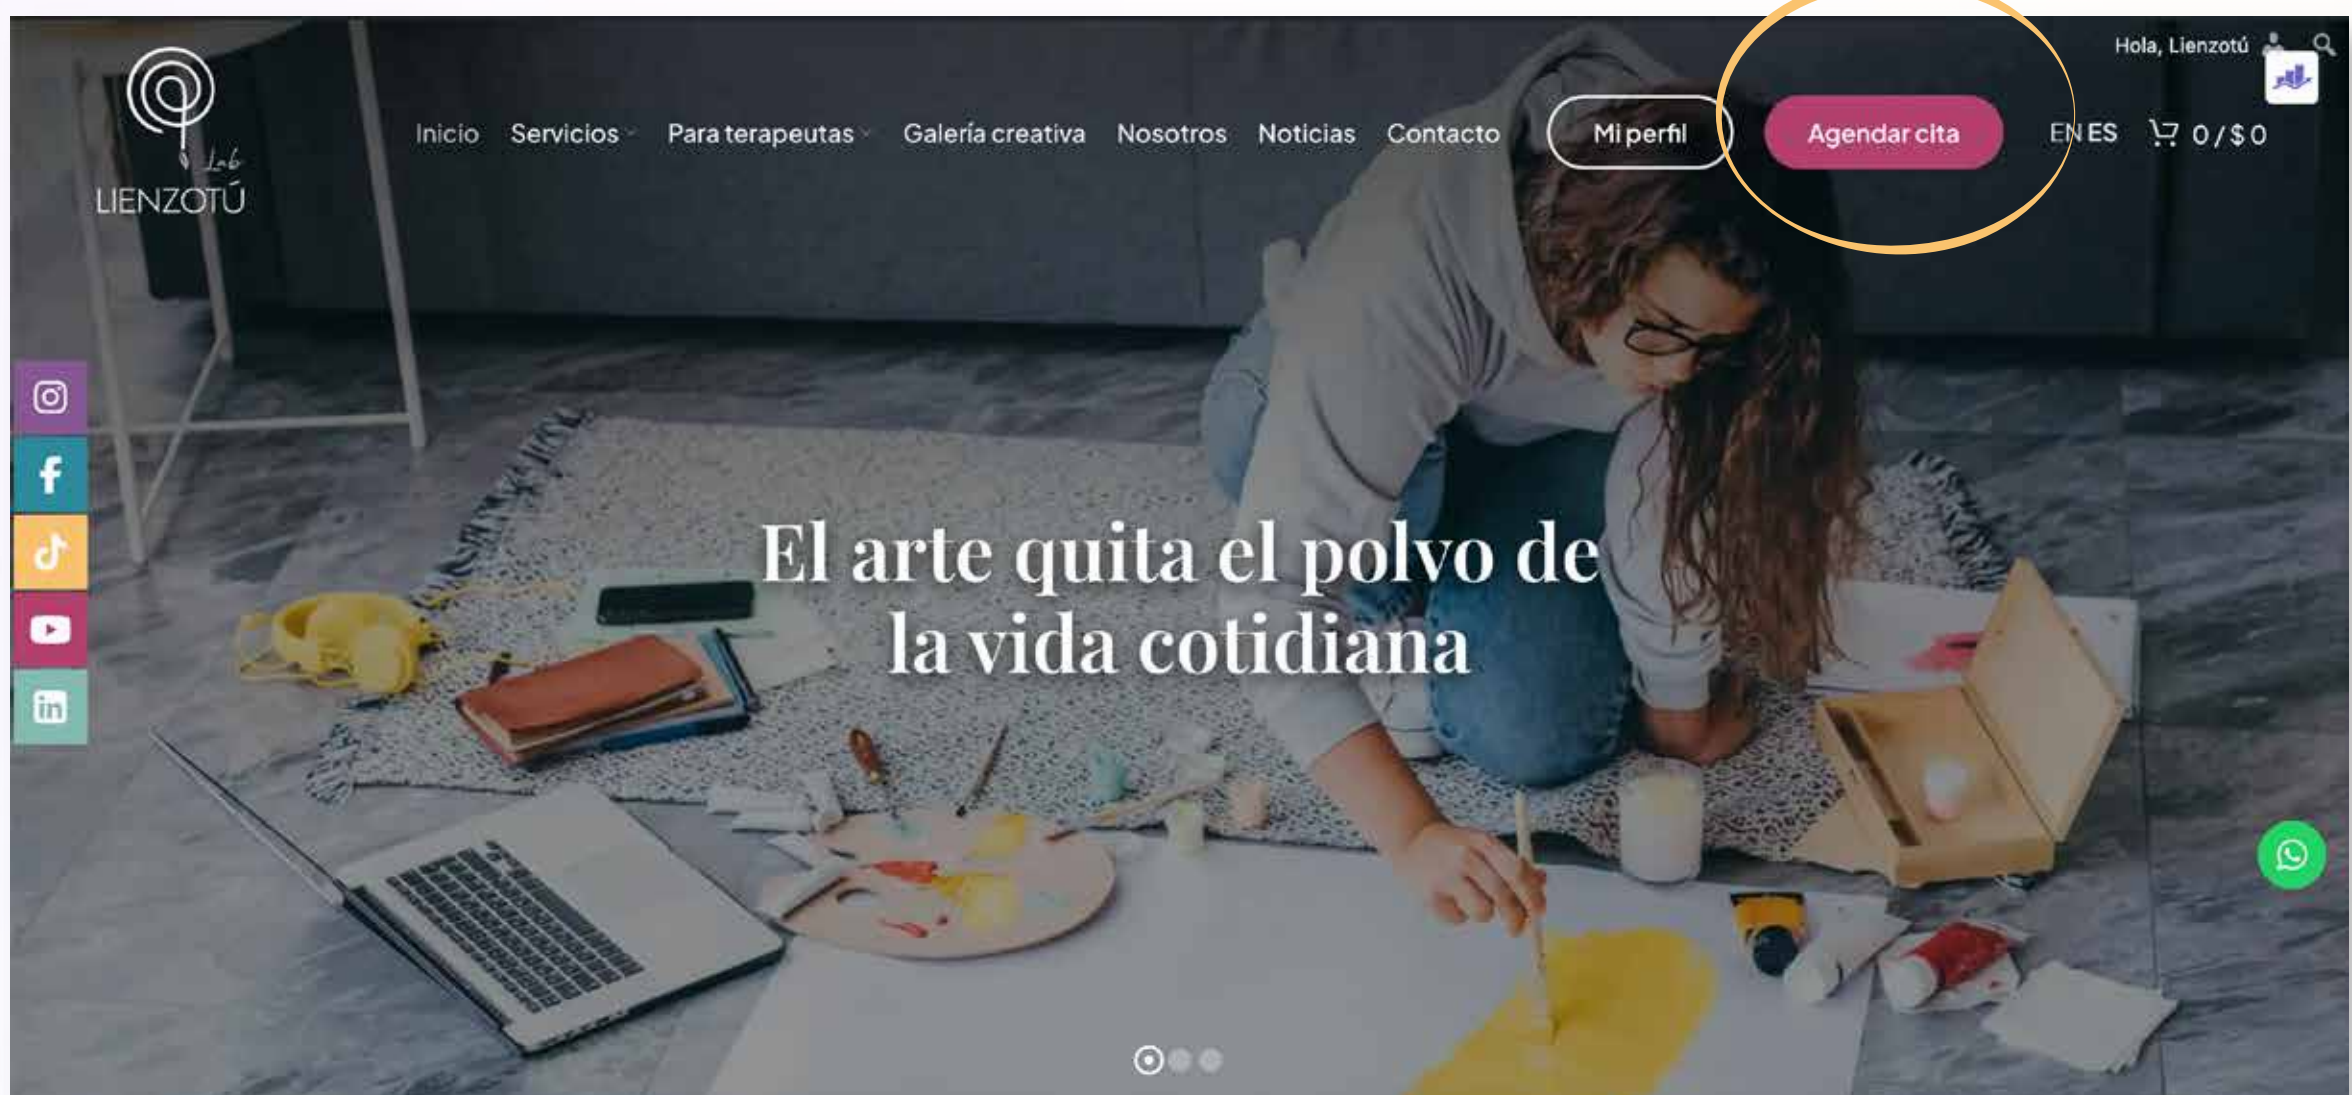 Hola, Lienzotú
Lab
LIENZOTÚ
Inicio Servicios Para terapeutas Galería creativa Nosotros Noticias Contacto Mi perfil Agendar cita EN ES 0 / $ 0
El arte quita el polvo de
la vida cotidiana